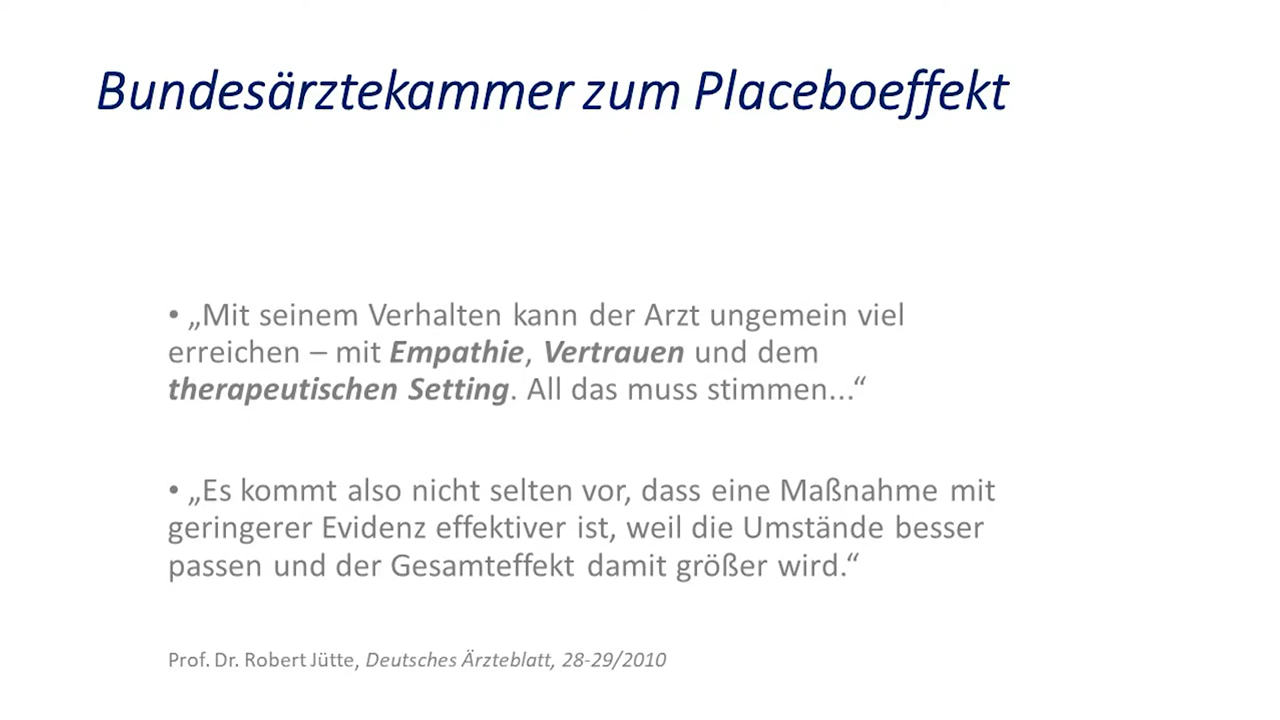 Bundesärztekammer zum Placeboeffekt
• „Mit seinem Verhalten kann der Arzt ungemein viel
erreichen – mit Empathie, Vertrauen und dem
therapeutischen Setting. All das muss stimmen...“
• „Es kommt also nicht selten vor, dass eine Maßnahme mit
geringerer Evidenz effektiver ist, weil die Umstände besser
passen und der Gesamteffekt damit größer wird.“
Prof. Dr. Robert Jütte, Deutsches Ärzteblatt, 28-29/2010